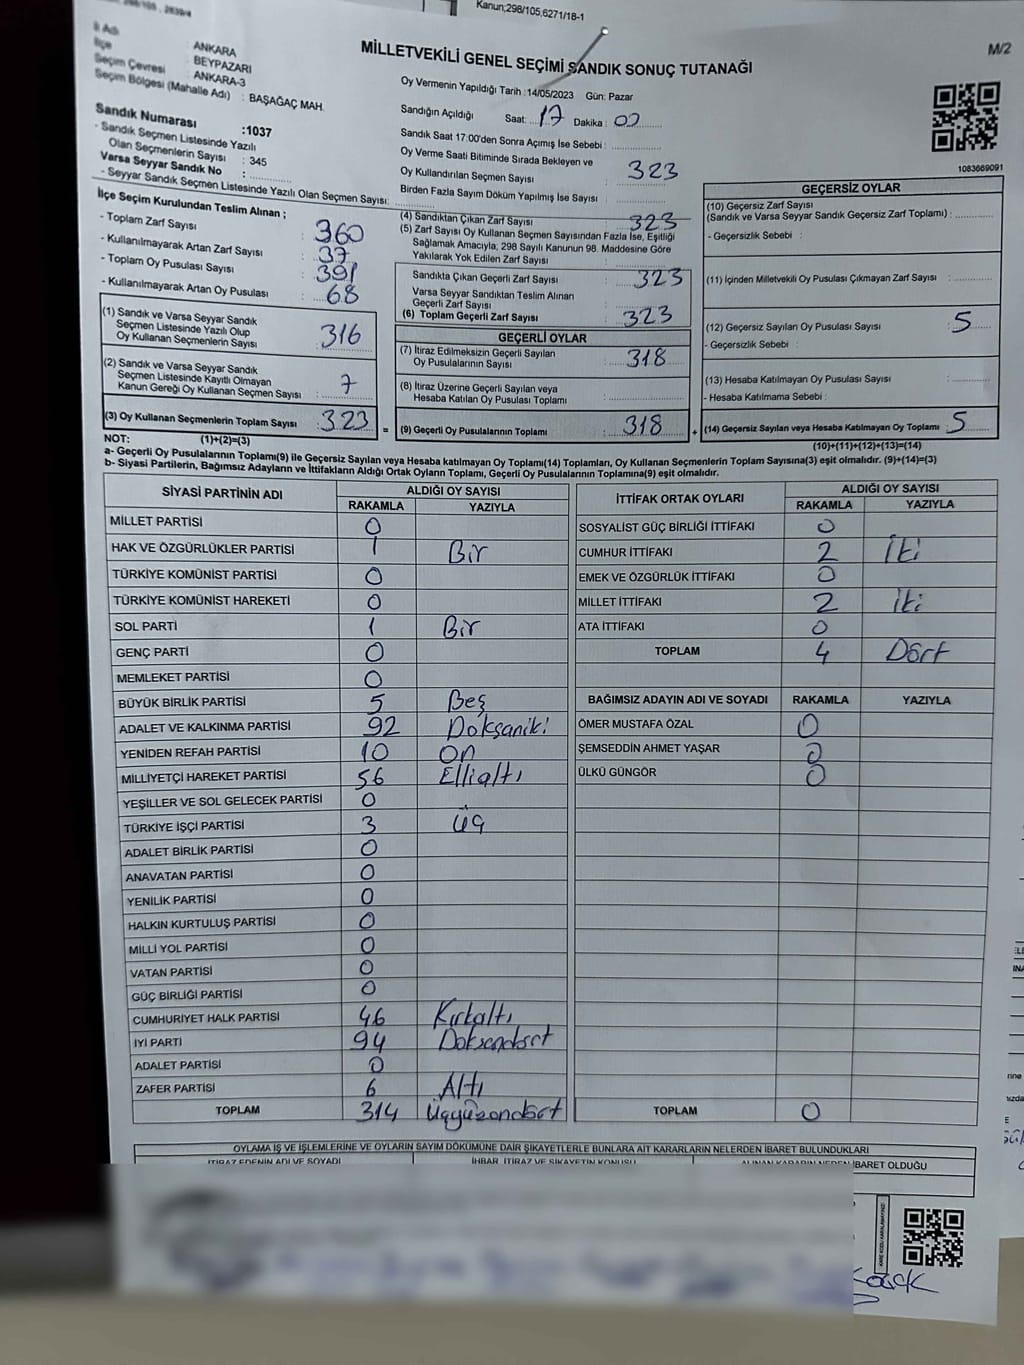 Kanun;298/105,6271/18-1
M/2
MİLLETVEKİLİ GENEL SEÇİMİ SANDIK SONUÇ TUTANAĞI
İl Adı : ANKARA
İlçe : BEYPAZARI
Seçim Çevresi : ANKARA-3
Seçim Bölgesi (Mahalle Adı) : BAŞAĞAÇ MAH.
Sandık Numarası :1037
- Sandık Seçmen Listesinde Yazılı
Olan Seçmenlerin Sayısı : 345
Varsa Seyyar Sandık No :
- Seyyar Sandık Seçmen Listesinde Yazılı Olan Seçmen Sayısı:
Oy Vermenin Yapıldığı Tarih :14/05/2023 Gün: Pazar
Sandığın Açıldığı Saat: 17 Dakika : 00
Sandık Saat 17:00'den Sonra Açımış İse Sebebi :
Oy Verme Saati Bitiminde Sırada Bekleyen ve
Oy Kullandırılan Seçmen Sayısı : 323
Birden Fazla Sayım Döküm Yapılmış İse Sayısı :
1083669091
İlçe Seçim Kurulundan Teslim Alınan ;
- Toplam Zarf Sayısı : 360
- Kullanılmayarak Artan Zarf Sayısı : 37
- Toplam Oy Pusulası Sayısı : 391
- Kullanılmayarak Artan Oy Pusulası : 68
(1) Sandık ve Varsa Seyyar Sandık
Seçmen Listesinde Yazılı Olup
Oy Kullanan Seçmenlerin Sayısı : 316
(2) Sandık ve Varsa Seyyar Sandık
Seçmen Listesinde Kayıtlı Olmayan
Kanun Gereği Oy Kullanan Seçmen Sayısı : 7
(3) Oy Kullanan Seçmenlerin Toplam Sayısı : 323 =
(4) Sandıktan Çıkan Zarf Sayısı : 323
(5) Zarf Sayısı Oy Kullanan Seçmen Sayısından Fazla İse, Eşitliği
Sağlamak Amacıyla; 298 Sayılı Kanunun 98. Maddesine Göre
Yakılarak Yok Edilen Zarf Sayısı :
Sandıkta Çıkan Geçerli Zarf Sayısı : 323
Varsa Seyyar Sandıktan Teslim Alınan
Geçerli Zarf Sayısı :
(6) Toplam Geçerli Zarf Sayısı : 323
GEÇERLİ OYLAR
(7) İtiraz Edilmeksizin Geçerli Sayılan
Oy Pusulalarının Sayısı : 318
(8) İtiraz Üzerine Geçerli Sayılan veya
Hesaba Katılan Oy Pusulası Toplamı :
(9) Geçerli Oy Pusulalarının Toplamı : 318 +
GEÇERSİZ OYLAR
(10) Geçersiz Zarf Sayısı
(Sandık ve Varsa Seyyar Sandık Geçersiz Zarf Toplamı) :
- Geçersizlik Sebebi :
(11) İçinden Milletvekili Oy Pusulası Çıkmayan Zarf Sayısı :
(12) Geçersiz Sayılan Oy Pusulası Sayısı : 5
- Geçersizlik Sebebi :
(13) Hesaba Katılmayan Oy Pusulası Sayısı :
- Hesaba Katılmama Sebebi :
(14) Geçersiz Sayılan veya Hesaba Katılmayan Oy Toplamı : 5
NOT: (1)+(2)=(3) (10)+(11)+(12)+(13)=(14)
a- Geçerli Oy Pusulalarının Toplamı(9) ile Geçersiz Sayılan veya Hesaba katılmayan Oy Toplamı(14) Toplamları, Oy Kullanan Seçmenlerin Toplam Sayısına(3) eşit olmalıdır. (9)+(14)=(3)
b- Siyasi Partilerin, Bağımsız Adayların ve İttifakların Aldığı Ortak Oyların Toplamı, Geçerli Oy Pusulalarının Toplamına(9) eşit olmalıdır.
SİYASİ PARTİNİN ADI ALDIĞI OY SAYISI
RAKAMLA YAZIYLA
MİLLET PARTİSİ 0
HAK VE ÖZGÜRLÜKLER PARTİSİ 1 Bir
TÜRKİYE KOMÜNİST PARTİSİ 0
TÜRKİYE KOMÜNİST HAREKETİ 0
SOL PARTİ 1 Bir
GENÇ PARTİ 0
MEMLEKET PARTİSİ 0
BÜYÜK BİRLİK PARTİSİ 5 Beş
ADALET VE KALKINMA PARTİSİ 92 Doksaniki
YENİDEN REFAH PARTİSİ 10 On
MİLLİYETÇİ HAREKET PARTİSİ 56 Ellialtı
YEŞİLLER VE SOL GELECEK PARTİSİ 0
TÜRKİYE İŞÇİ PARTİSİ 3 Üç
ADALET BİRLİK PARTİSİ 0
ANAVATAN PARTİSİ 0
YENİLİK PARTİSİ 0
HALKIN KURTULUŞ PARTİSİ 0
MİLLİ YOL PARTİSİ 0
VATAN PARTİSİ 0
GÜÇ BİRLİĞİ PARTİSİ 0
CUMHURİYET HALK PARTİSİ 46 Kırkaltı
İYİ PARTİ 94 Doksandört
ADALET PARTİSİ 0
ZAFER PARTİSİ 6 Altı
TOPLAM 314 Üçyüzondört
İTTİFAK ORTAK OYLARI ALDIĞI OY SAYISI
RAKAMLA YAZIYLA
SOSYALİST GÜÇ BİRLİĞİ İTTİFAKI 0
CUMHUR İTTİFAKI 2 İki
EMEK VE ÖZGÜRLÜK İTTİFAKI 0
MİLLET İTTİFAKI 2 İki
ATA İTTİFAKI 0
TOPLAM 4 Dört
BAĞIMSIZ ADAYIN ADI VE SOYADI RAKAMLA YAZIYLA
ÖMER MUSTAFA ÖZAL 0
ŞEMSEDDİN AHMET YAŞAR 0
ÜLKÜ GÜNGÖR 0
TOPLAM 0
OYLAMA İŞ VE İŞLEMLERİNE VE OYLARIN SAYIM DÖKÜMÜNE DAİR ŞİKAYETLERLE BUNLARA AİT KARARLARIN NELERDEN İBARET BULUNDUKLARI
İTİRAZ EDENİN ADI VE SOYADI İHBAR, İTİRAZ VE ŞİKAYETİN KONUSU ALINAN KARARIN NEDEN İBARET OLDUĞU